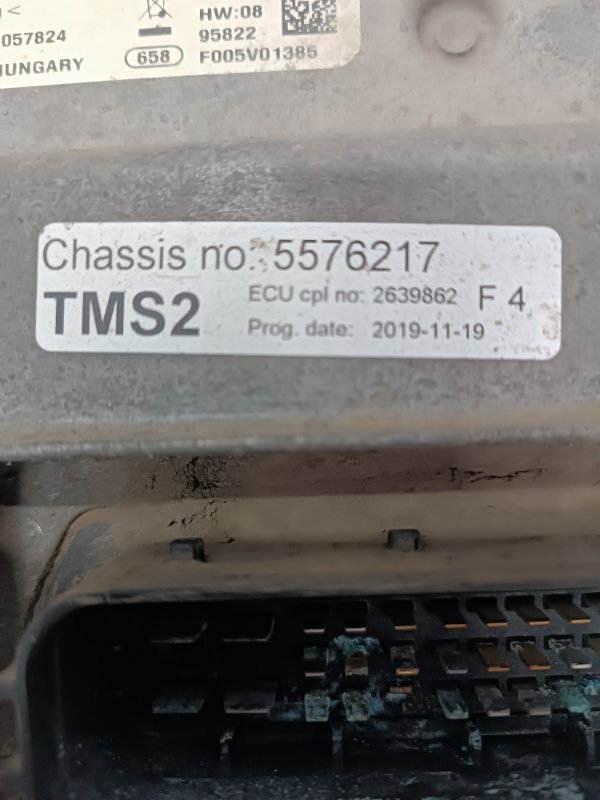 HW:08
057824 95822
HUNGARY 658 F005V01385
Chassis no: 5576217
TMS2 ECU cpl no: 2639862 F 4
Prog. date: 2019-11-19